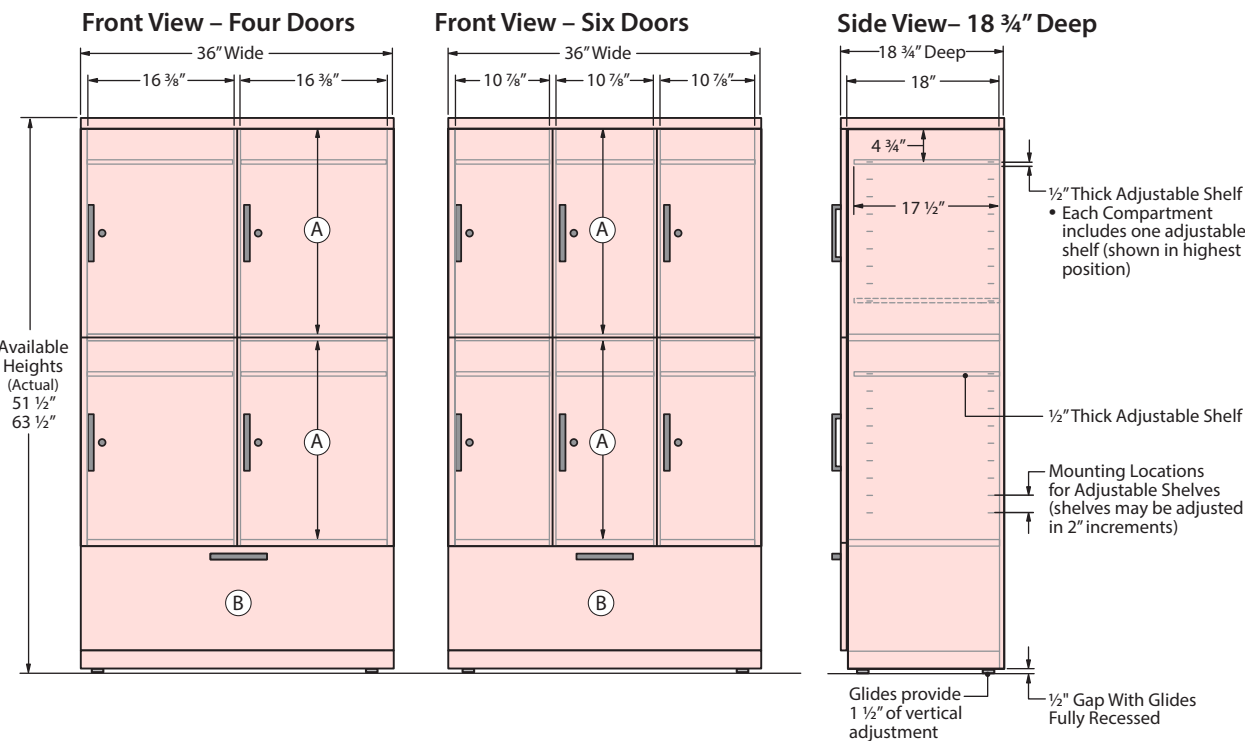 Front View – Four Doors
36” Wide
16 ⅜”
16 ⅜”
Front View – Six Doors
36” Wide
10 ⅞”
10 ⅞”
10 ⅞”
Side View– 18 ¾” Deep
18 ¾” Deep
18”
4 ¾”
17 ½”
½” Thick Adjustable Shelf
• Each Compartment
includes one adjustable
shelf (shown in highest
position)
A
A
B
A
A
B
Available
Heights
(Actual)
51 ½”
63 ½”
½” Thick Adjustable Shelf
Mounting Locations
for Adjustable Shelves
(shelves may be adjusted
in 2” increments)
Glides provide
1 ½” of vertical
adjustment
½" Gap With Glides
Fully Recessed